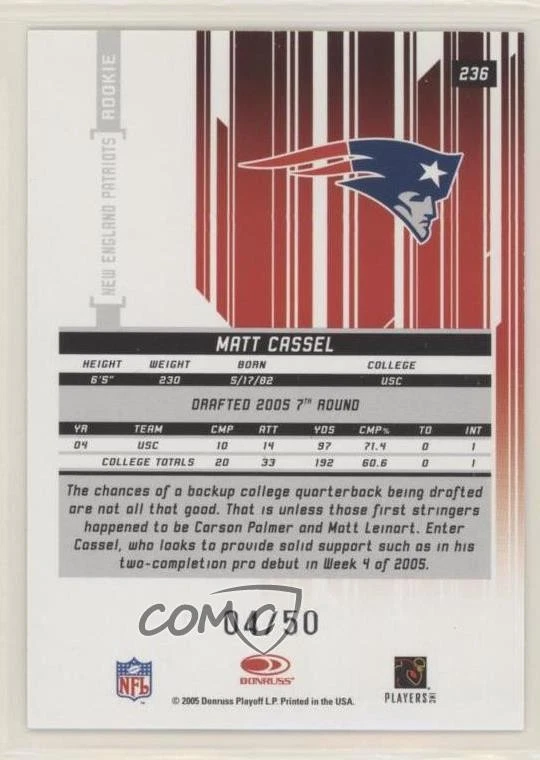 236
NEW ENGLAND PATRIOTS ROOKIE
MATT CASSEL
HEIGHT WEIGHT BORN COLLEGE
6'5" 230 5/17/82 USC
DRAFTED 2005 7TH ROUND
YR TEAM CMP ATT YDS CMP% TD INT
04 USC 10 14 97 71.4 0 1
COLLEGE TOTALS 20 33 192 60.6 0 1
The chances of a backup college quarterback being drafted
are not all that good. That is unless those first stringers
happened to be Carson Palmer and Matt Leinart. Enter
Cassel, who looks to provide solid support such as in his
two-completion pro debut in Week 4 of 2005.
COMC
04/50
NFL
DONRUSS
PLAYERS INC
© 2005 Donruss Playoff L.P. Printed in the USA.